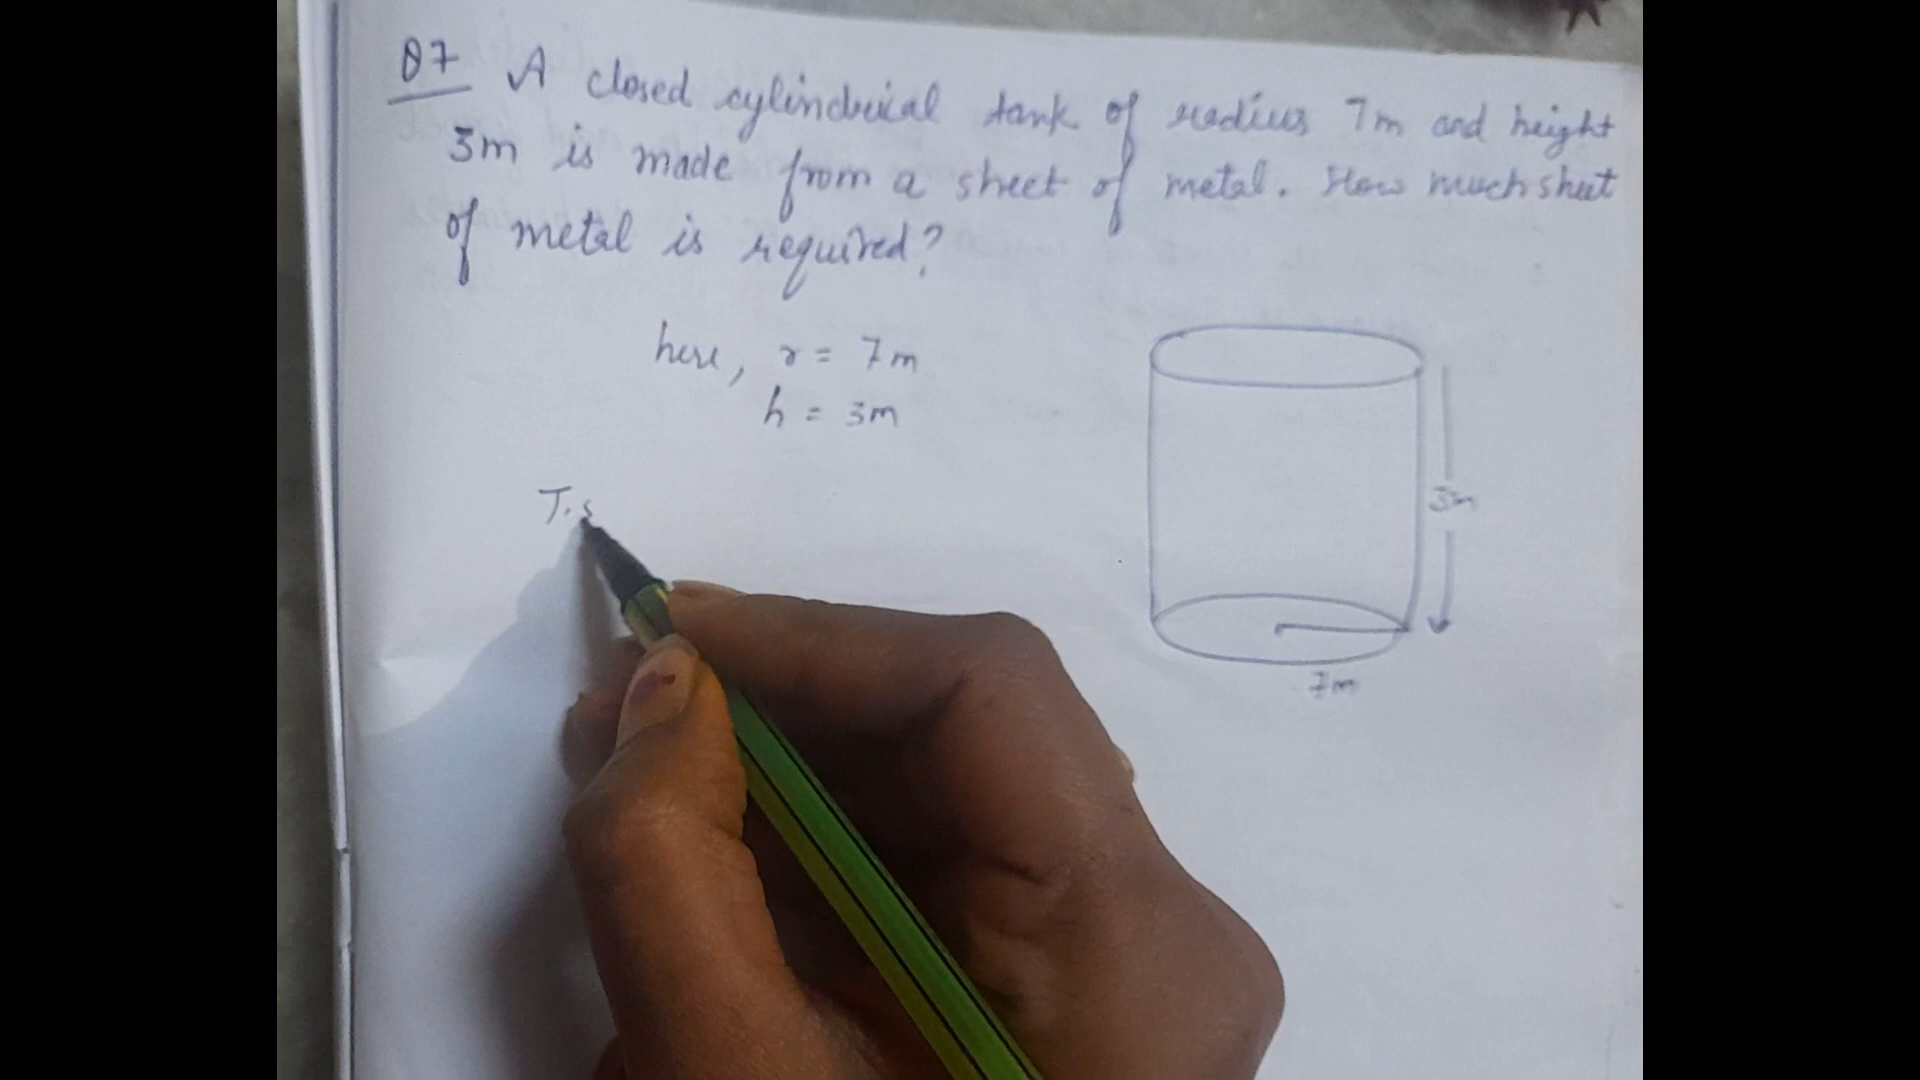 Q7 A closed cylindrical tank of radius 7m and height
3m is made from a sheet of metal. How much sheet
of metal is required?
here, r = 7m
h = 3m
T.s
3m
7m